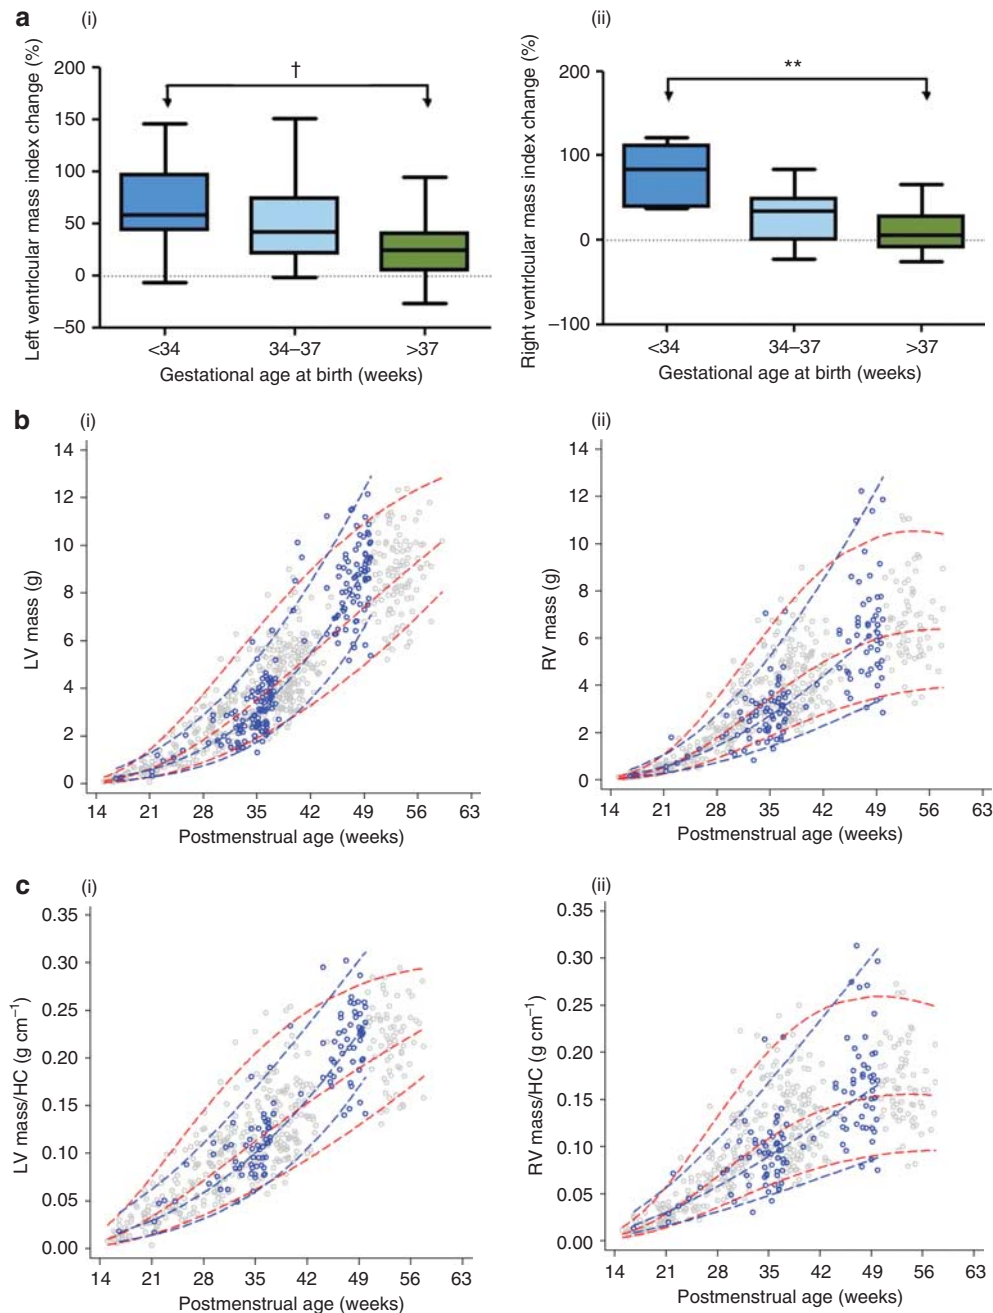 a
(i)
Left ventricular mass index change (%)
200
150
100
50
0
–50
†
<34
34–37
>37
Gestational age at birth (weeks)
(ii)
Right ventricular mass index change (%)
200
100
0
–100
**
<34
34–37
>37
Gestational age at birth (weeks)
b
(i)
LV mass (g)
14
12
10
8
6
4
2
0
14 21 28 35 42 49 56 63
Postmenstrual age (weeks)
(ii)
RV mass (g)
14
12
10
8
6
4
2
0
14 21 28 35 42 49 56 63
Postmenstrual age (weeks)
c
(i)
LV mass/HC (g cm⁻¹)
0.35
0.30
0.25
0.20
0.15
0.10
0.05
0.00
14 21 28 35 42 49 56 63
Postmenstrual age (weeks)
(ii)
RV mass/HC (g cm⁻¹)
0.35
0.30
0.25
0.20
0.15
0.10
0.05
0.00
14 21 28 35 42 49 56 63
Postmenstrual age (weeks)